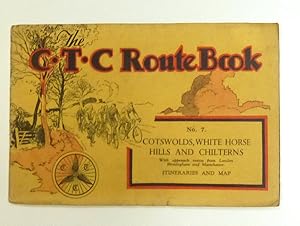 The
C·T·C Route Book
No. 7.
COTSWOLDS, WHITE HORSE
HILLS AND CHILTERNS
With approach routes from London
Birmingham and Manchester
ITINERARIES AND MAP
C
T
C